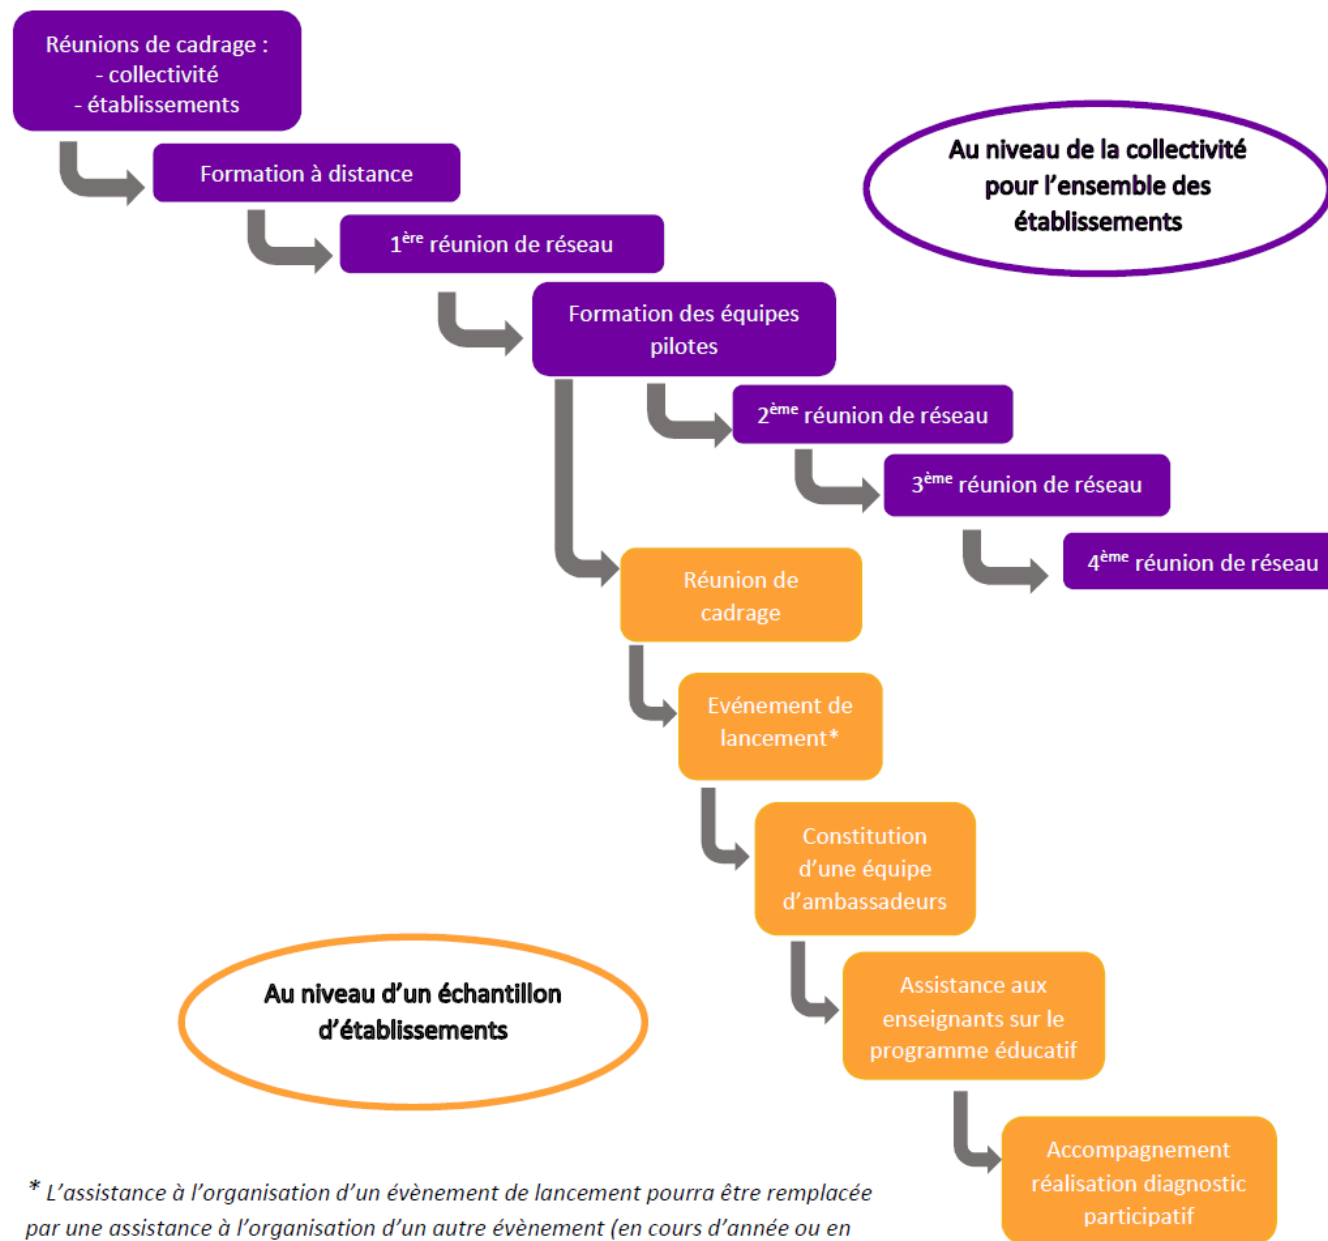 Réunions de cadrage :
- collectivité
- établissements
Formation à distance
1ère réunion de réseau
Formation des équipes
pilotes
2ème réunion de réseau
3ème réunion de réseau
4ème réunion de réseau
Au niveau de la collectivité
pour l’ensemble des
établissements
Réunion de
cadrage
Evénement de
lancement*
Constitution
d’une équipe
d’ambassadeurs
Assistance aux
enseignants sur le
programme éducatif
Accompagnement
réalisation diagnostic
participatif
Au niveau d’un échantillon
d’établissements
* L’assistance à l’organisation d’un évènement de lancement pourra être remplacée
par une assistance à l’organisation d’un autre évènement (en cours d’année ou en